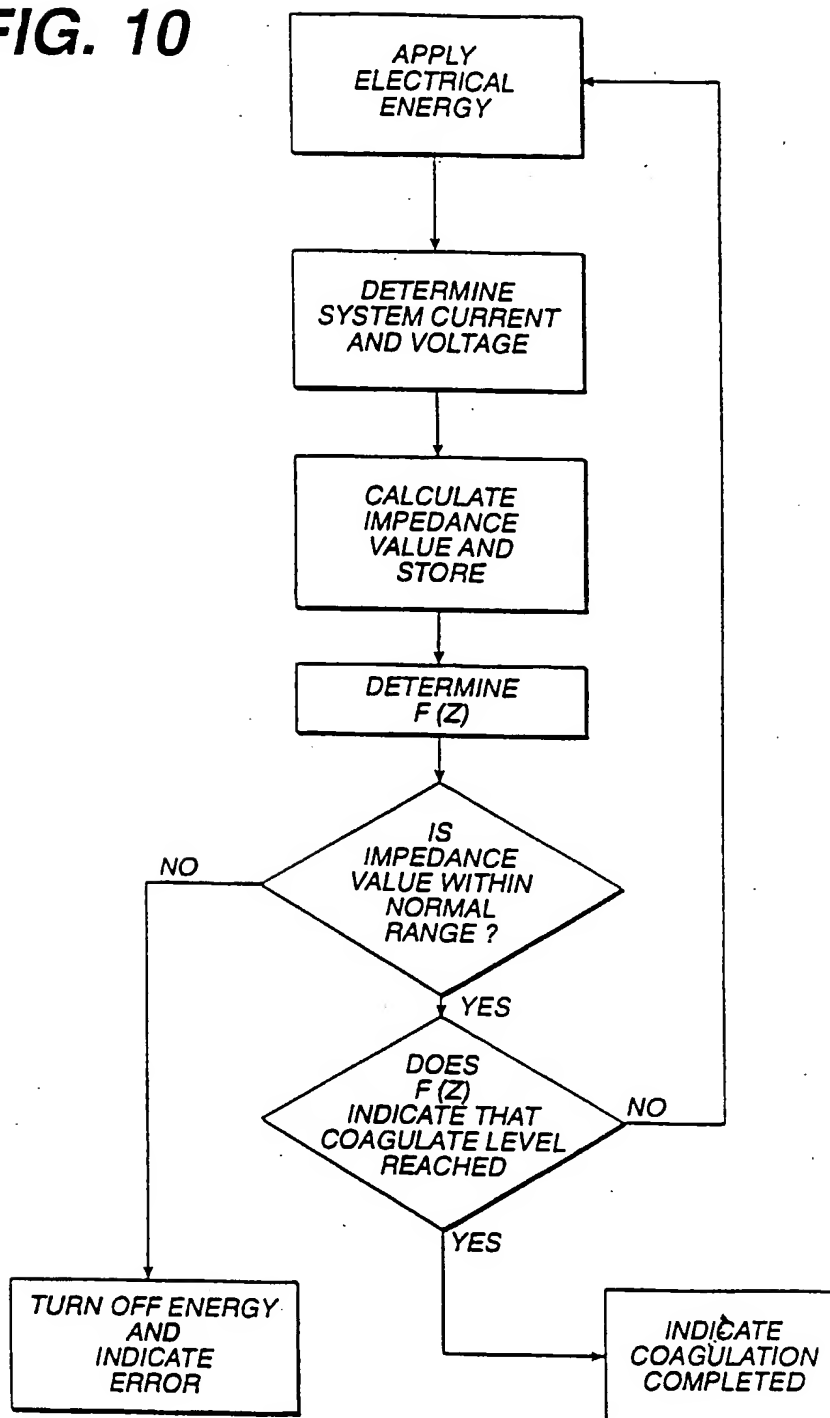 FIG. 10
APPLY
ELECTRICAL
ENERGY
DETERMINE
SYSTEM CURRENT
AND VOLTAGE
CALCULATE
IMPEDANCE
VALUE AND
STORE
DETERMINE
F (Z)
IS
IMPEDANCE
VALUE WITHIN
NORMAL
RANGE ?
NO
YES
DOES
F (Z)
INDICATE THAT
COAGULATE LEVEL
REACHED
NO
YES
TURN OFF ENERGY
AND
INDICATE
ERROR
INDICATE
COAGULATION
COMPLETED